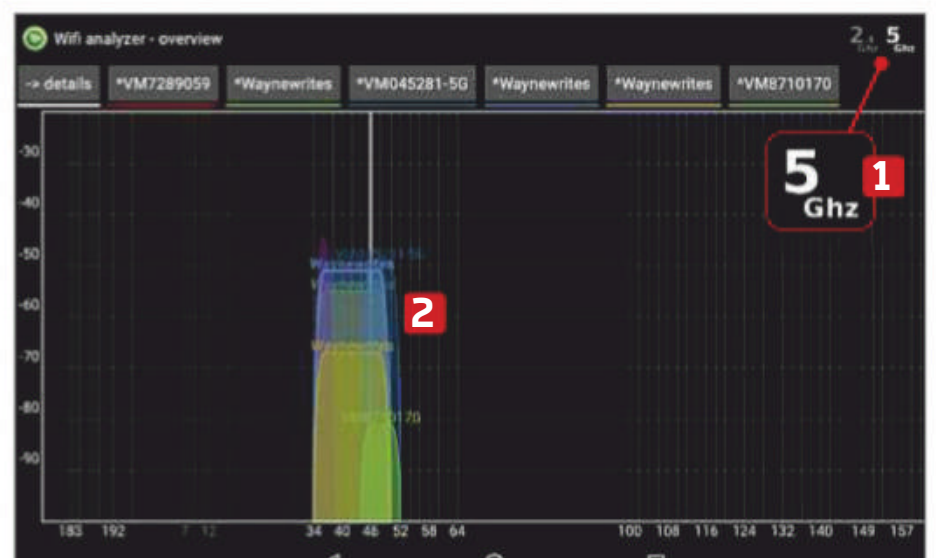 Wifi analyzer - overview
2.4 Ghz 5 Ghz
-> details *VM7289059 *Waynewrites *VM045281-5G *Waynewrites *Waynewrites *VM8710170
-30
5 Ghz 1
-40
-50
Waynewrites
-60
2
-70
Waynewrites
-80
-90
183 192 7 12 34 40 46 52 58 64 100 108 116 124 132 140 149 157